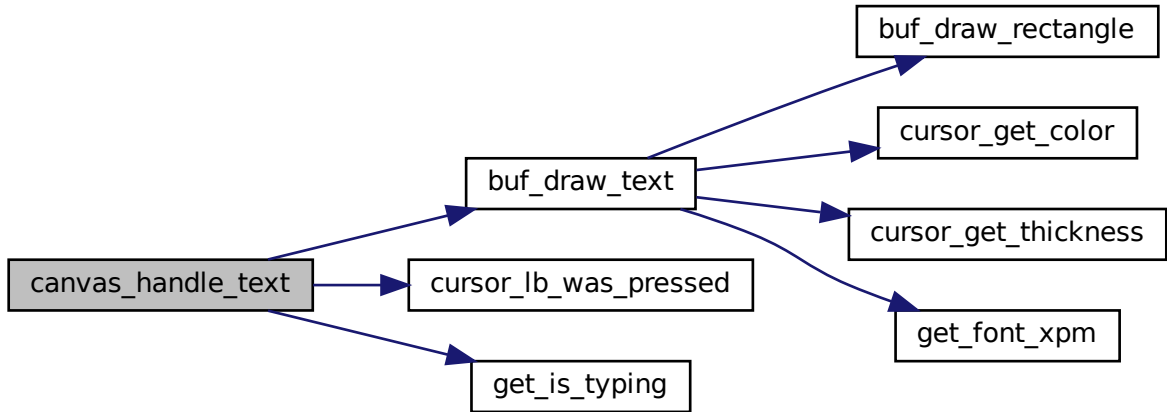 canvas_handle_text
buf_draw_text
buf_draw_rectangle
cursor_get_color
cursor_get_thickness
get_font_xpm
cursor_lb_was_pressed
get_is_typing